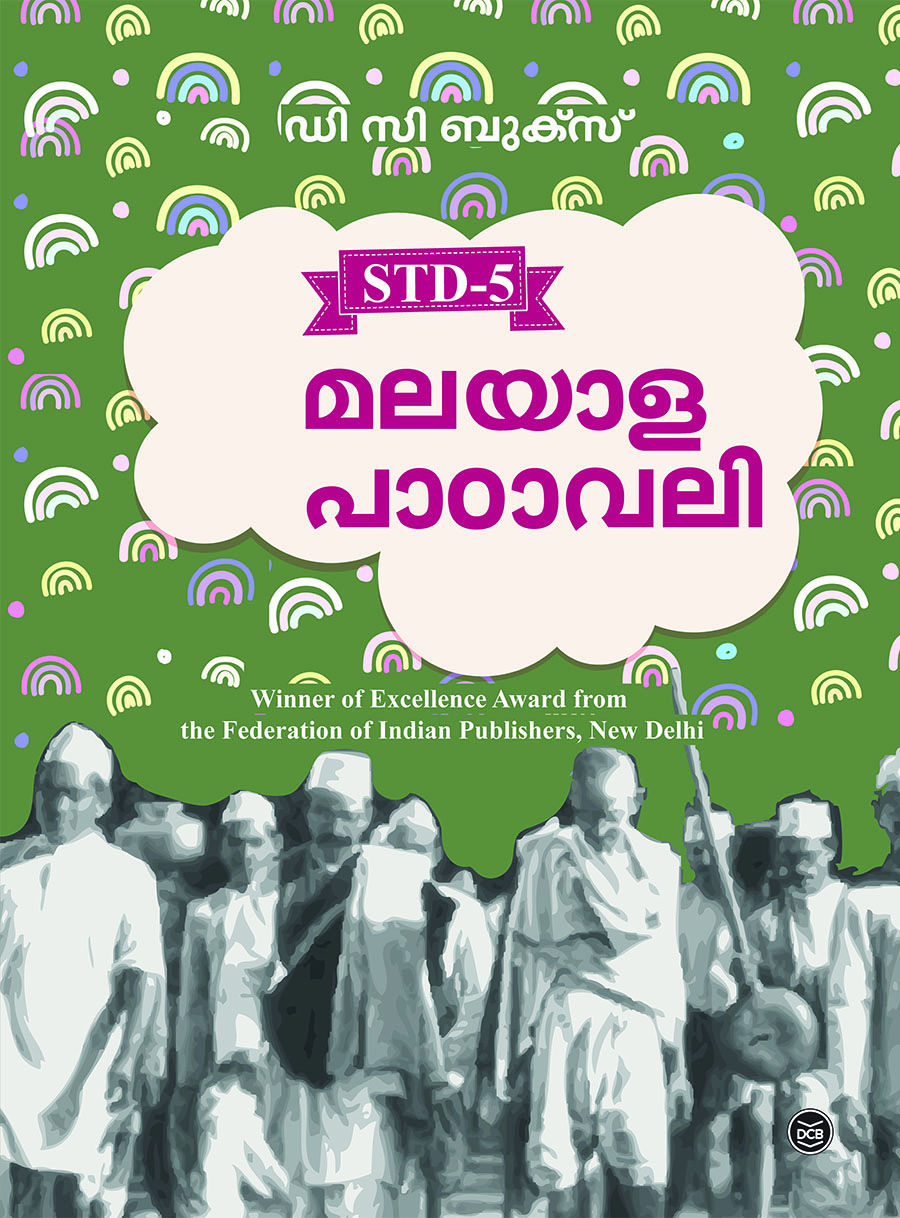 ഡി സി ബുക്സ്
STD-5
മലയാള
പാഠാവലി
Winner of Excellence Award from
the Federation of Indian Publishers, New Delhi
DCB